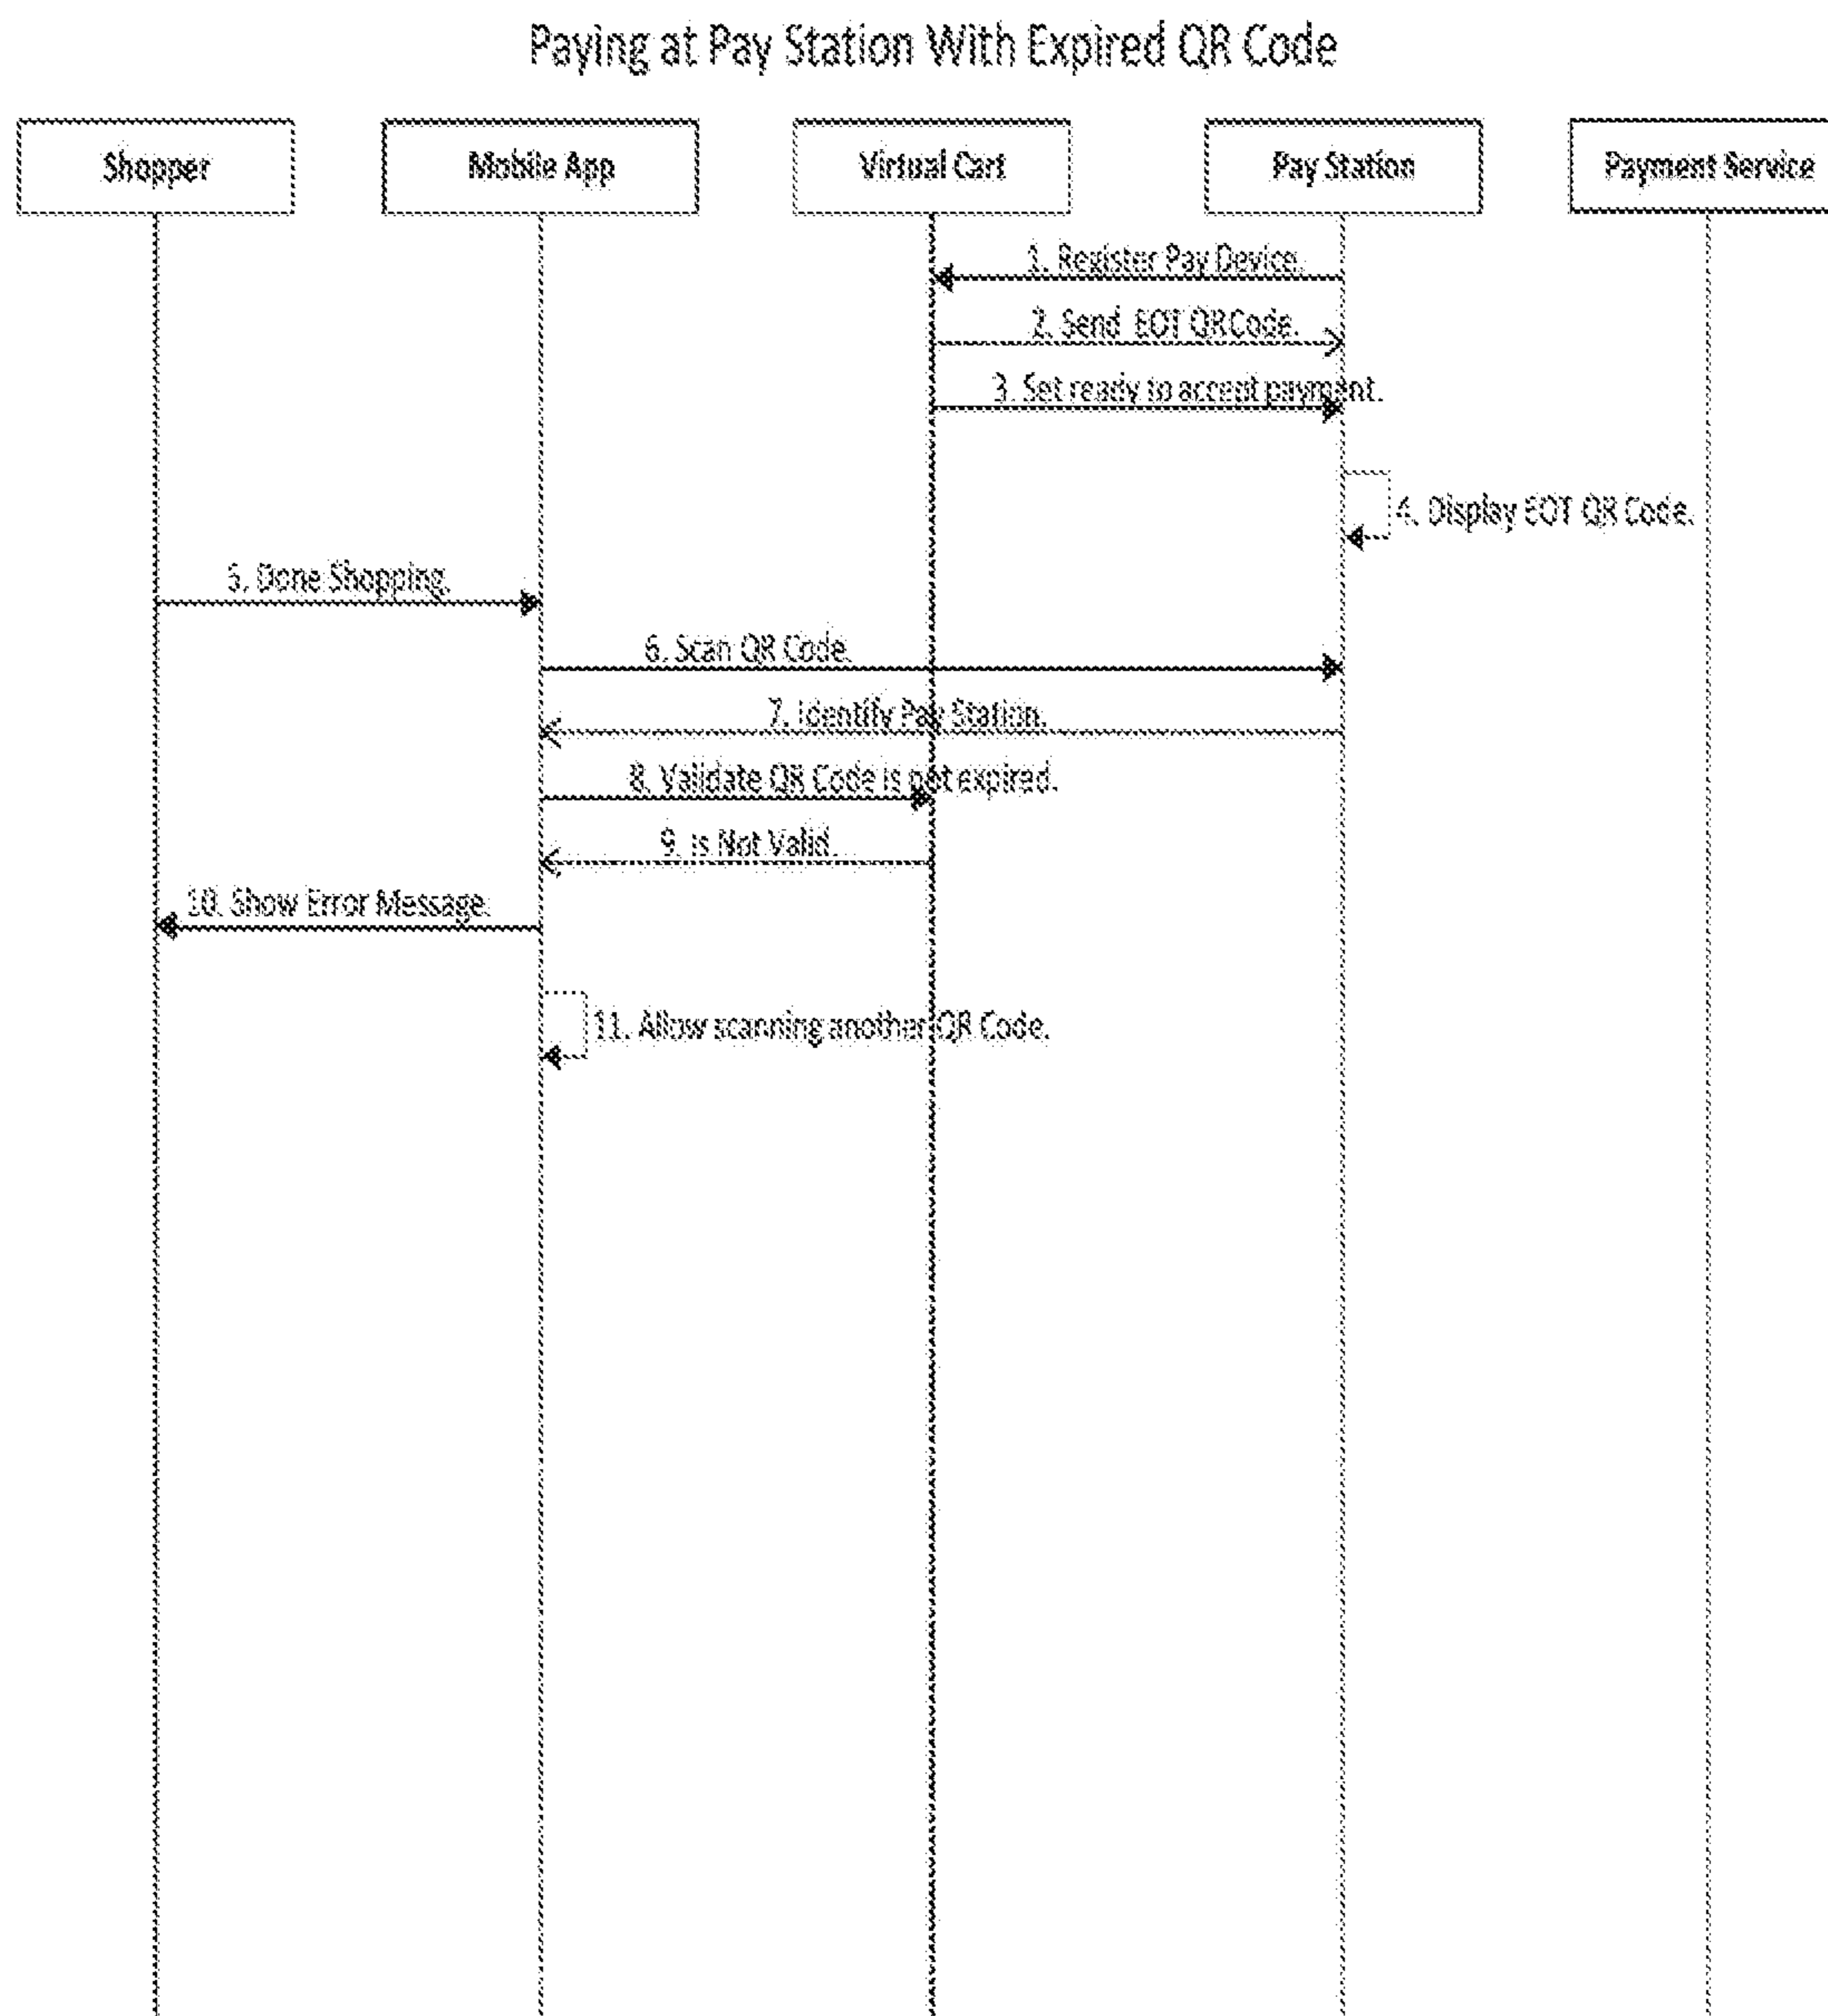 Paying at Pay Station With Expired QR Code
Shopper
Mobile App
Virtual Cart
Pay Station
Payment Service
1. Register Pay Device.
2. Send EOT QRCode.
3. Set ready to accept payment.
4. Display EOT QR Code.
5. Done Shopping.
6. Scan QR Code.
7. Identify Pay Station.
8. Validate QR Code is not expired.
9. is Not Valid.
10. Show Error Message.
11. Allow scanning another QR Code.